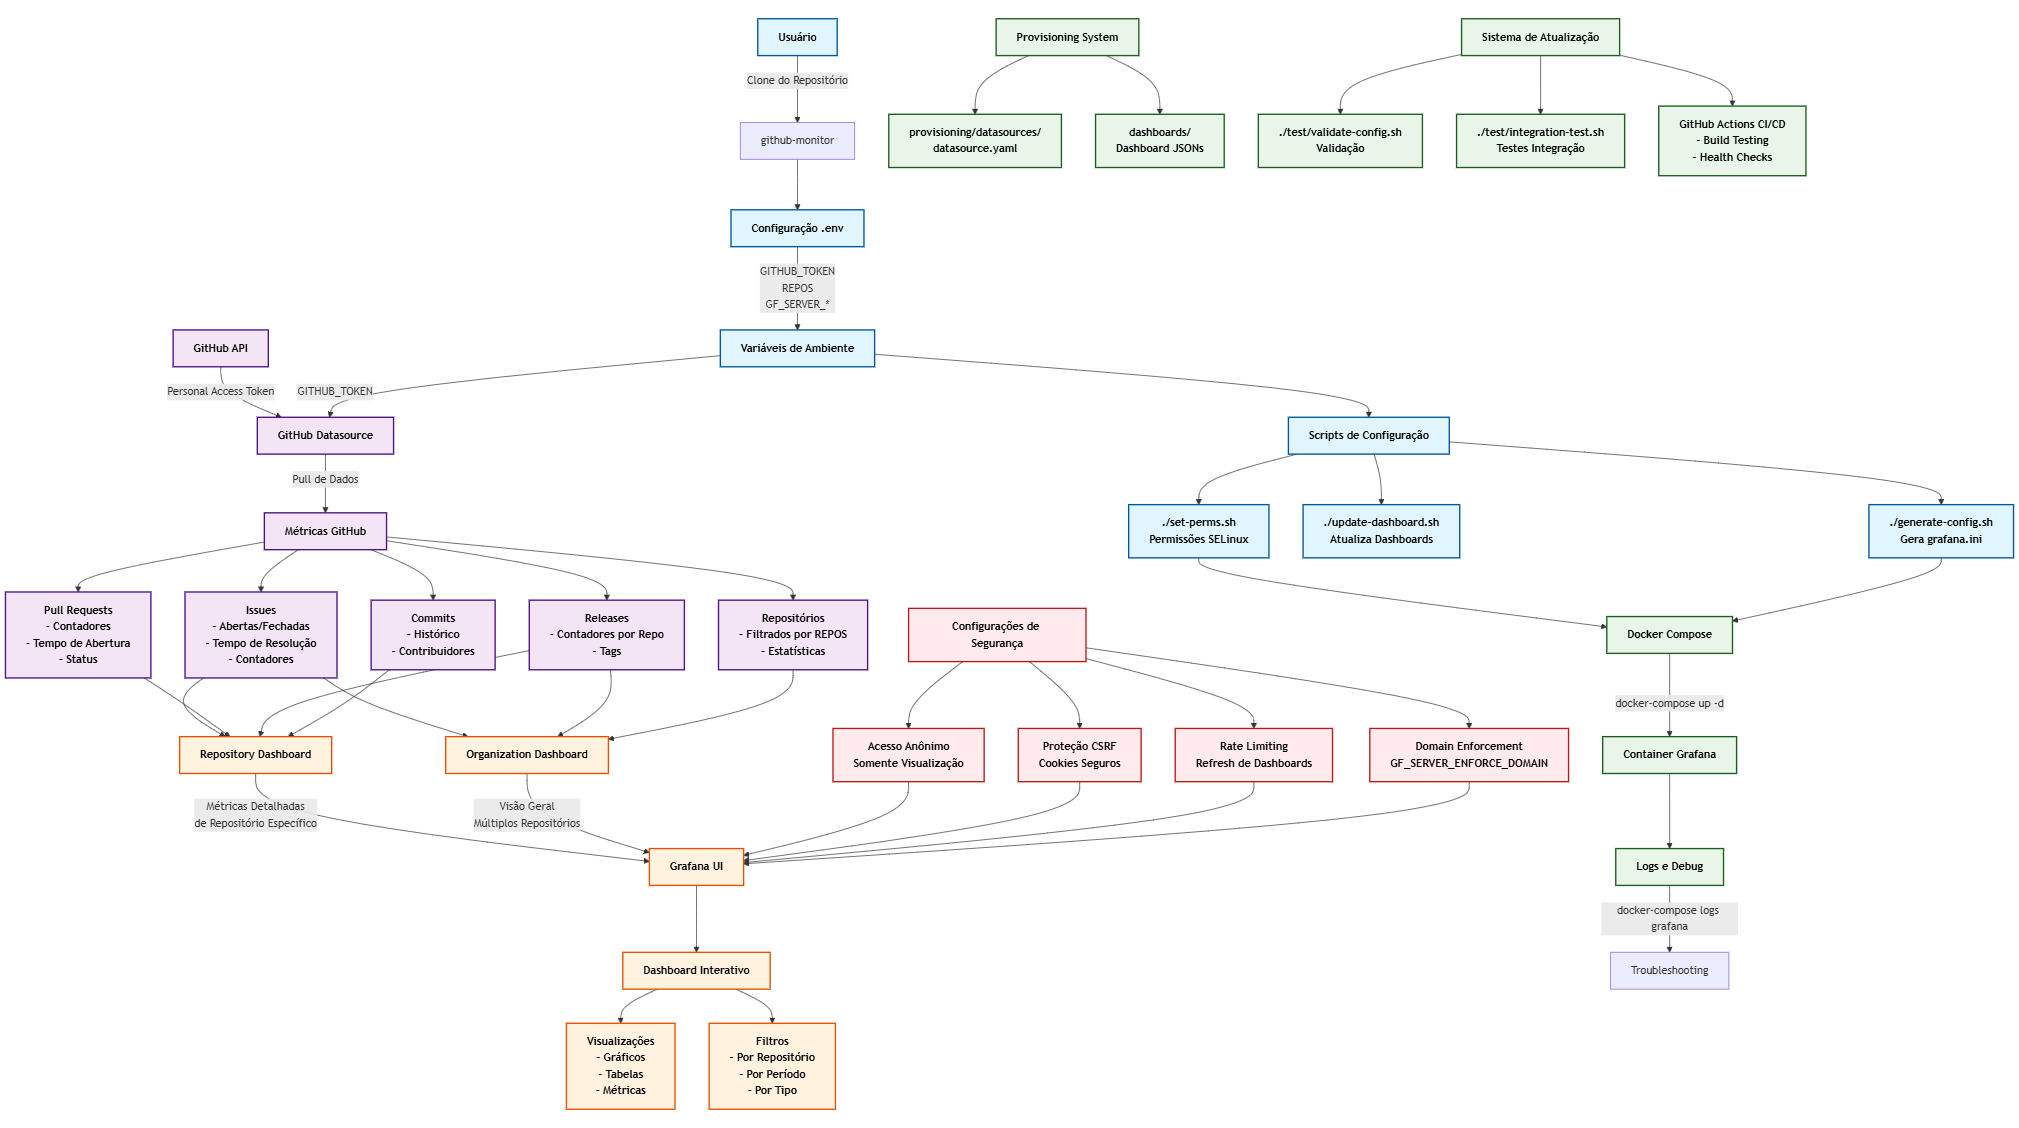 Usuário
Provisioning System
Sistema de Atualização
Clone do Repositório
github-monitor
provisioning/datasources/
datasource.yaml
dashboards/
Dashboard JSONs
./test/validate-config.sh
Validação
./test/integration-test.sh
Testes Integração
GitHub Actions CI/CD
- Build Testing
- Health Checks
Configuração .env
GITHUB_TOKEN
REPOS
GF_SERVER_*
GitHub API
Variáveis de Ambiente
Personal Access Token
GITHUB_TOKEN
GitHub Datasource
Scripts de Configuração
Pull de Dados
Métricas GitHub
./set-perms.sh
Permissões SELinux
./update-dashboard.sh
Atualiza Dashboards
./generate-config.sh
Gera grafana.ini
Pull Requests
- Contadores
- Tempo de Abertura
- Status
Issues
- Abertas/Fechadas
- Tempo de Resolução
- Contadores
Commits
- Histórico
- Contribuidores
Releases
- Contadores por Repo
- Tags
Repositórios
- Filtrados por REPOS
- Estatísticas
Configurações de
Segurança
Docker Compose
docker-compose up -d
Repository Dashboard
Organization Dashboard
Acesso Anônimo
Somente Visualização
Proteção CSRF
Cookies Seguros
Rate Limiting
Refresh de Dashboards
Domain Enforcement
GF_SERVER_ENFORCE_DOMAIN
Container Grafana
Métricas Detalhadas
de Repositório Específico
Visão Geral
Múltiplos Repositórios
Grafana UI
Logs e Debug
docker-compose logs
grafana
Dashboard Interativo
Troubleshooting
Visualizações
- Gráficos
- Tabelas
- Métricas
Filtros
- Por Repositório
- Por Período
- Por Tipo